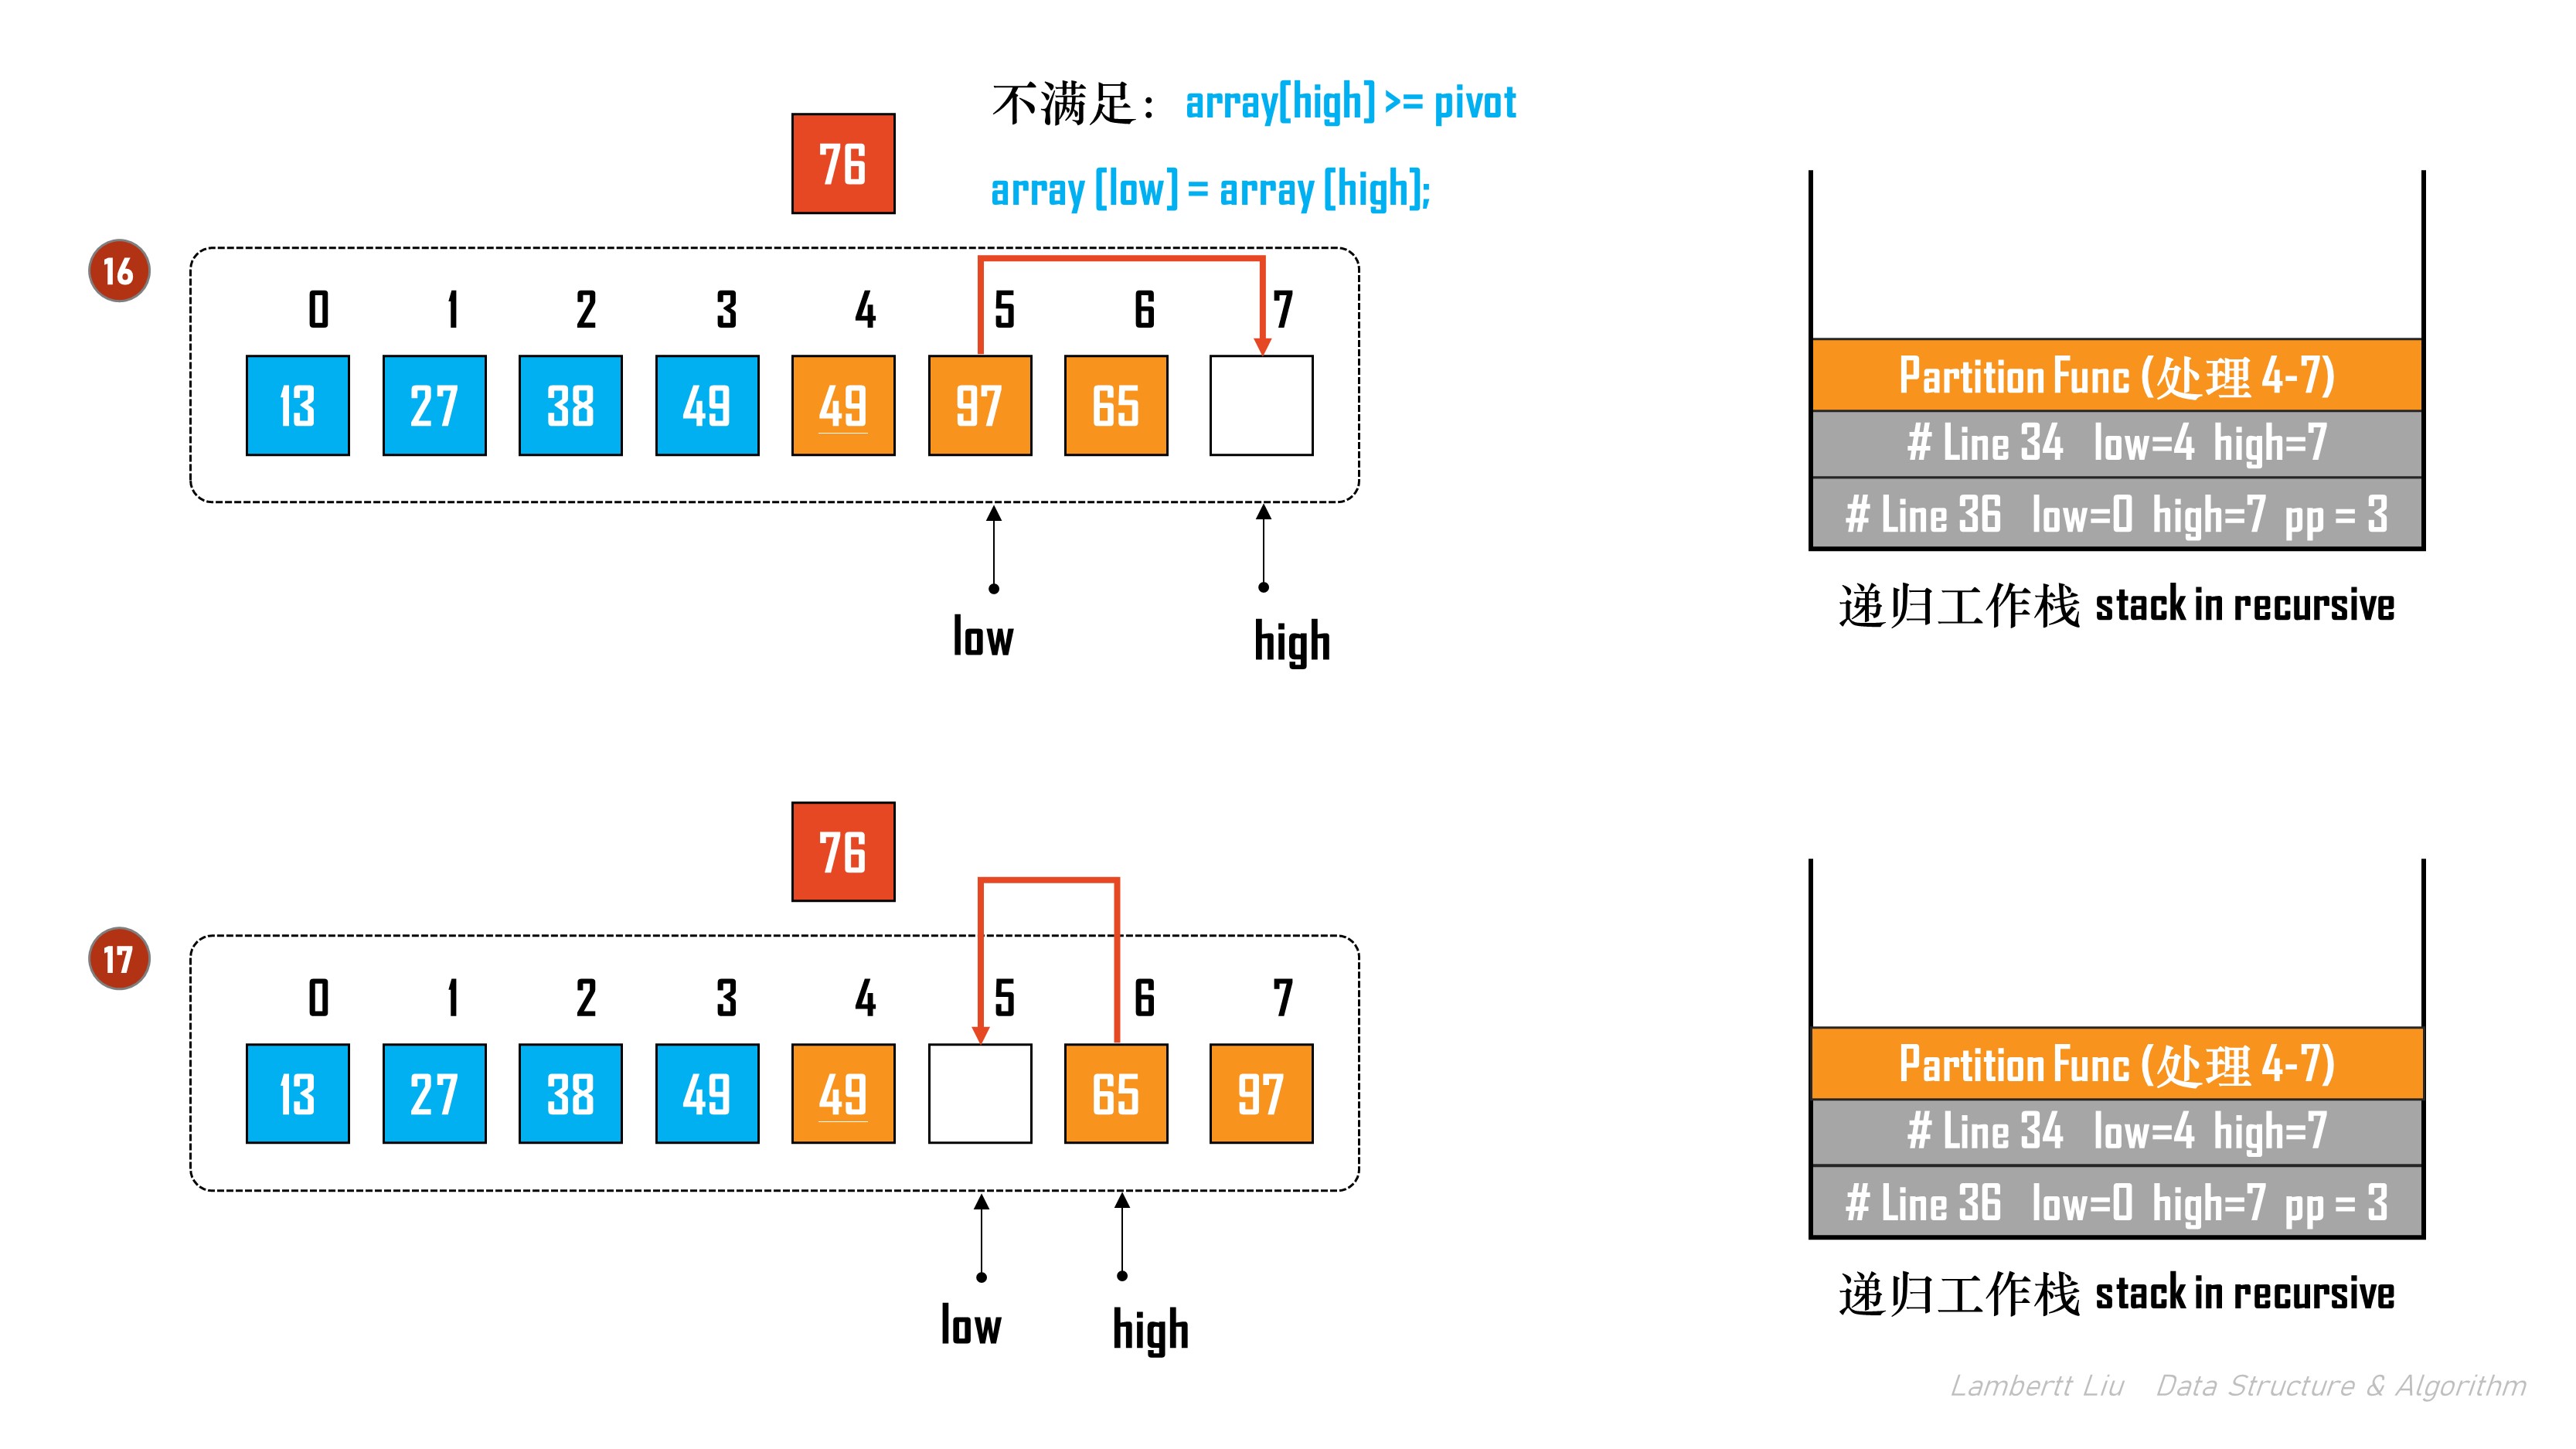 不满足：array[high] >= pivot
76
array [low] = array [high];
16
0 1 2 3 4 5 6 7
13 27 38 49 49 97 65
low high
Partition Func (处理 4-7)
# Line 34 low=4 high=7
# Line 36 low=0 high=7 pp = 3
递归工作栈 stack in recursive
76
17
0 1 2 3 4 5 6 7
13 27 38 49 49 65 97
low high
Partition Func (处理 4-7)
# Line 34 low=4 high=7
# Line 36 low=0 high=7 pp = 3
递归工作栈 stack in recursive
Lambertt Liu Data Structure & Algorithm